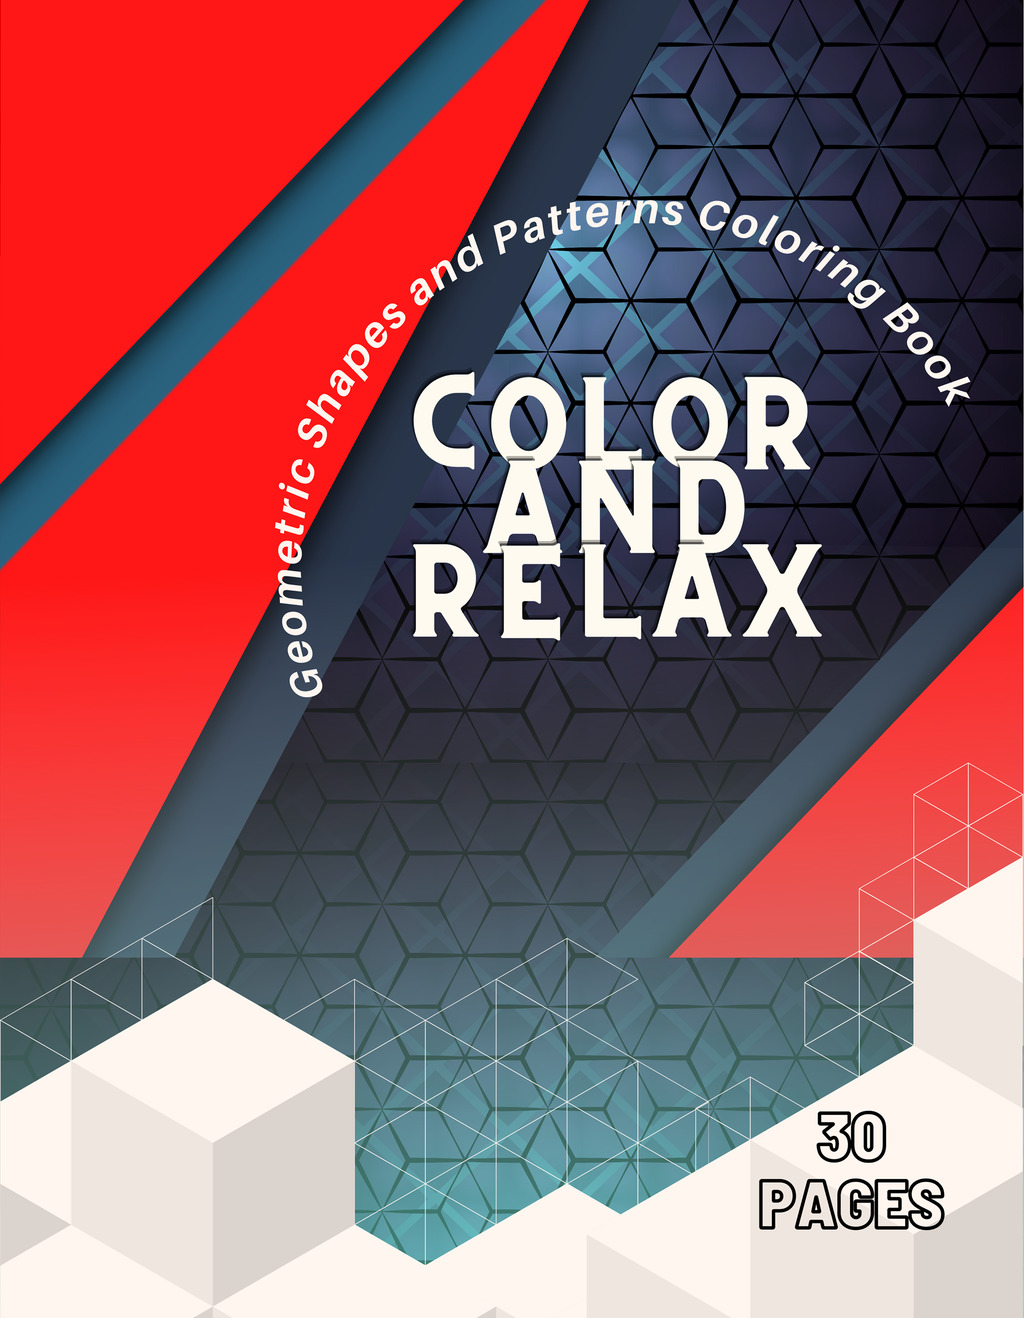 Geometric Shapes and Patterns Coloring Book
COLOR
AND
RELAX
30
PAGES